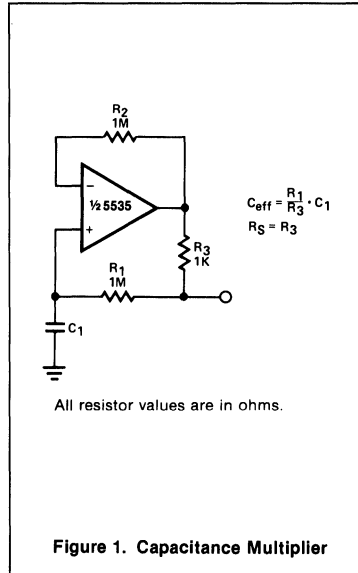 R2
1M
½ 5535
−
+
Ceff = R1/R3 · C1
RS = R3
R3
1K
R1
1M
C1
All resistor values are in ohms.
Figure 1. Capacitance Multiplier